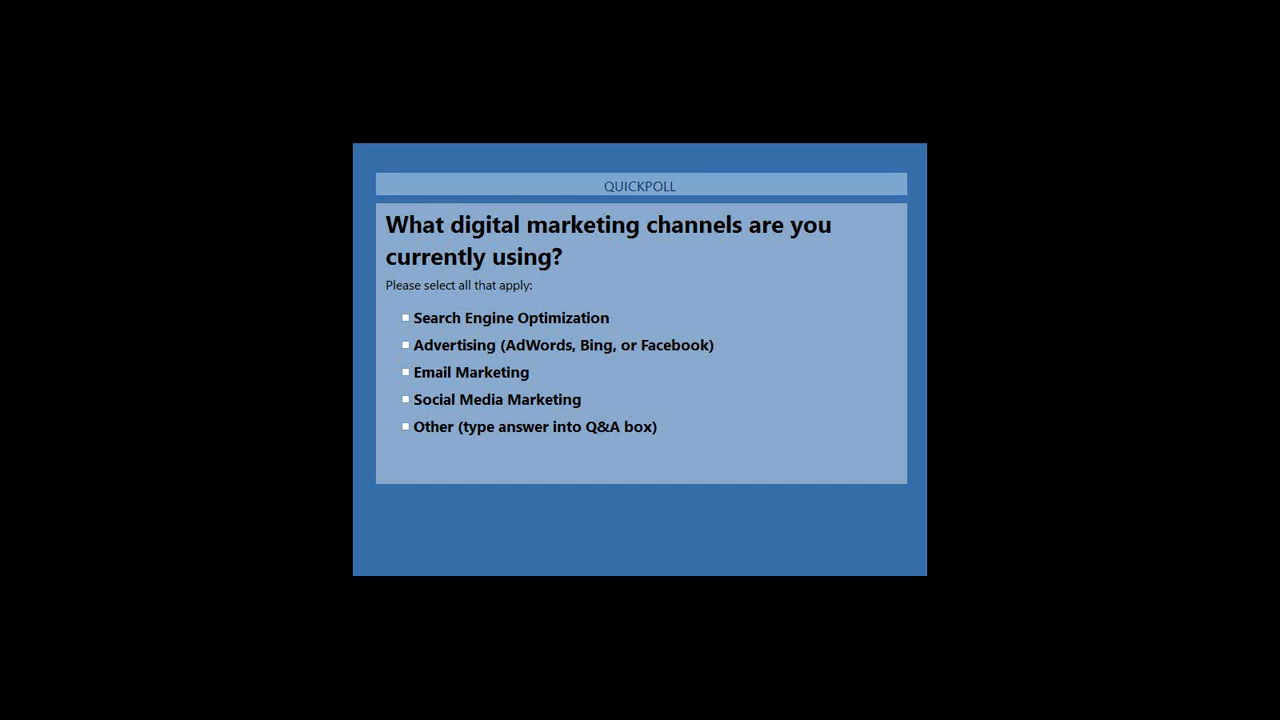 QUICKPOLL
What digital marketing channels are you
currently using?
Please select all that apply:
Search Engine Optimization
Advertising (AdWords, Bing, or Facebook)
Email Marketing
Social Media Marketing
Other (type answer into Q&A box)